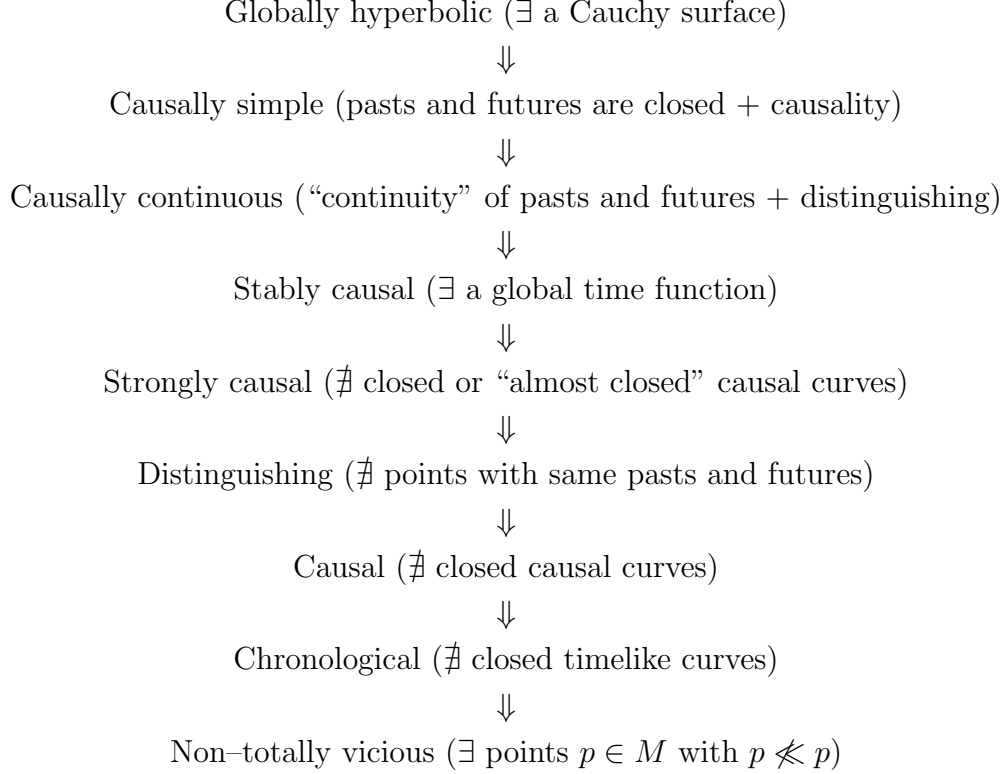 Globally hyperbolic (∃ a Cauchy surface)
⇓
Causally simple (pasts and futures are closed + causality)
⇓
Causally continuous (“continuity” of pasts and futures + distinguishing)
⇓
Stably causal (∃ a global time function)
⇓
Strongly causal (∄ closed or “almost closed” causal curves)
⇓
Distinguishing (∄ points with same pasts and futures)
⇓
Causal (∄ closed causal curves)
⇓
Chronological (∄ closed timelike curves)
⇓
Non–totally vicious (∃ points p ∈ M with p ≪̸ p)